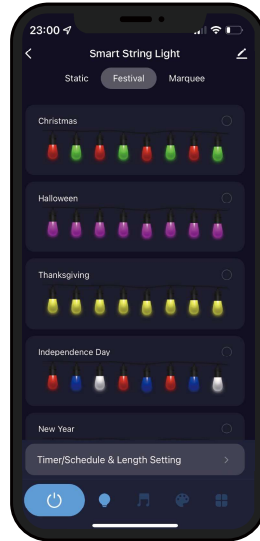 23:00
Smart String Light
Static Festival Marquee
Christmas
Halloween
Thanksgiving
Independence Day
New Year
Timer/Schedule & Length Setting